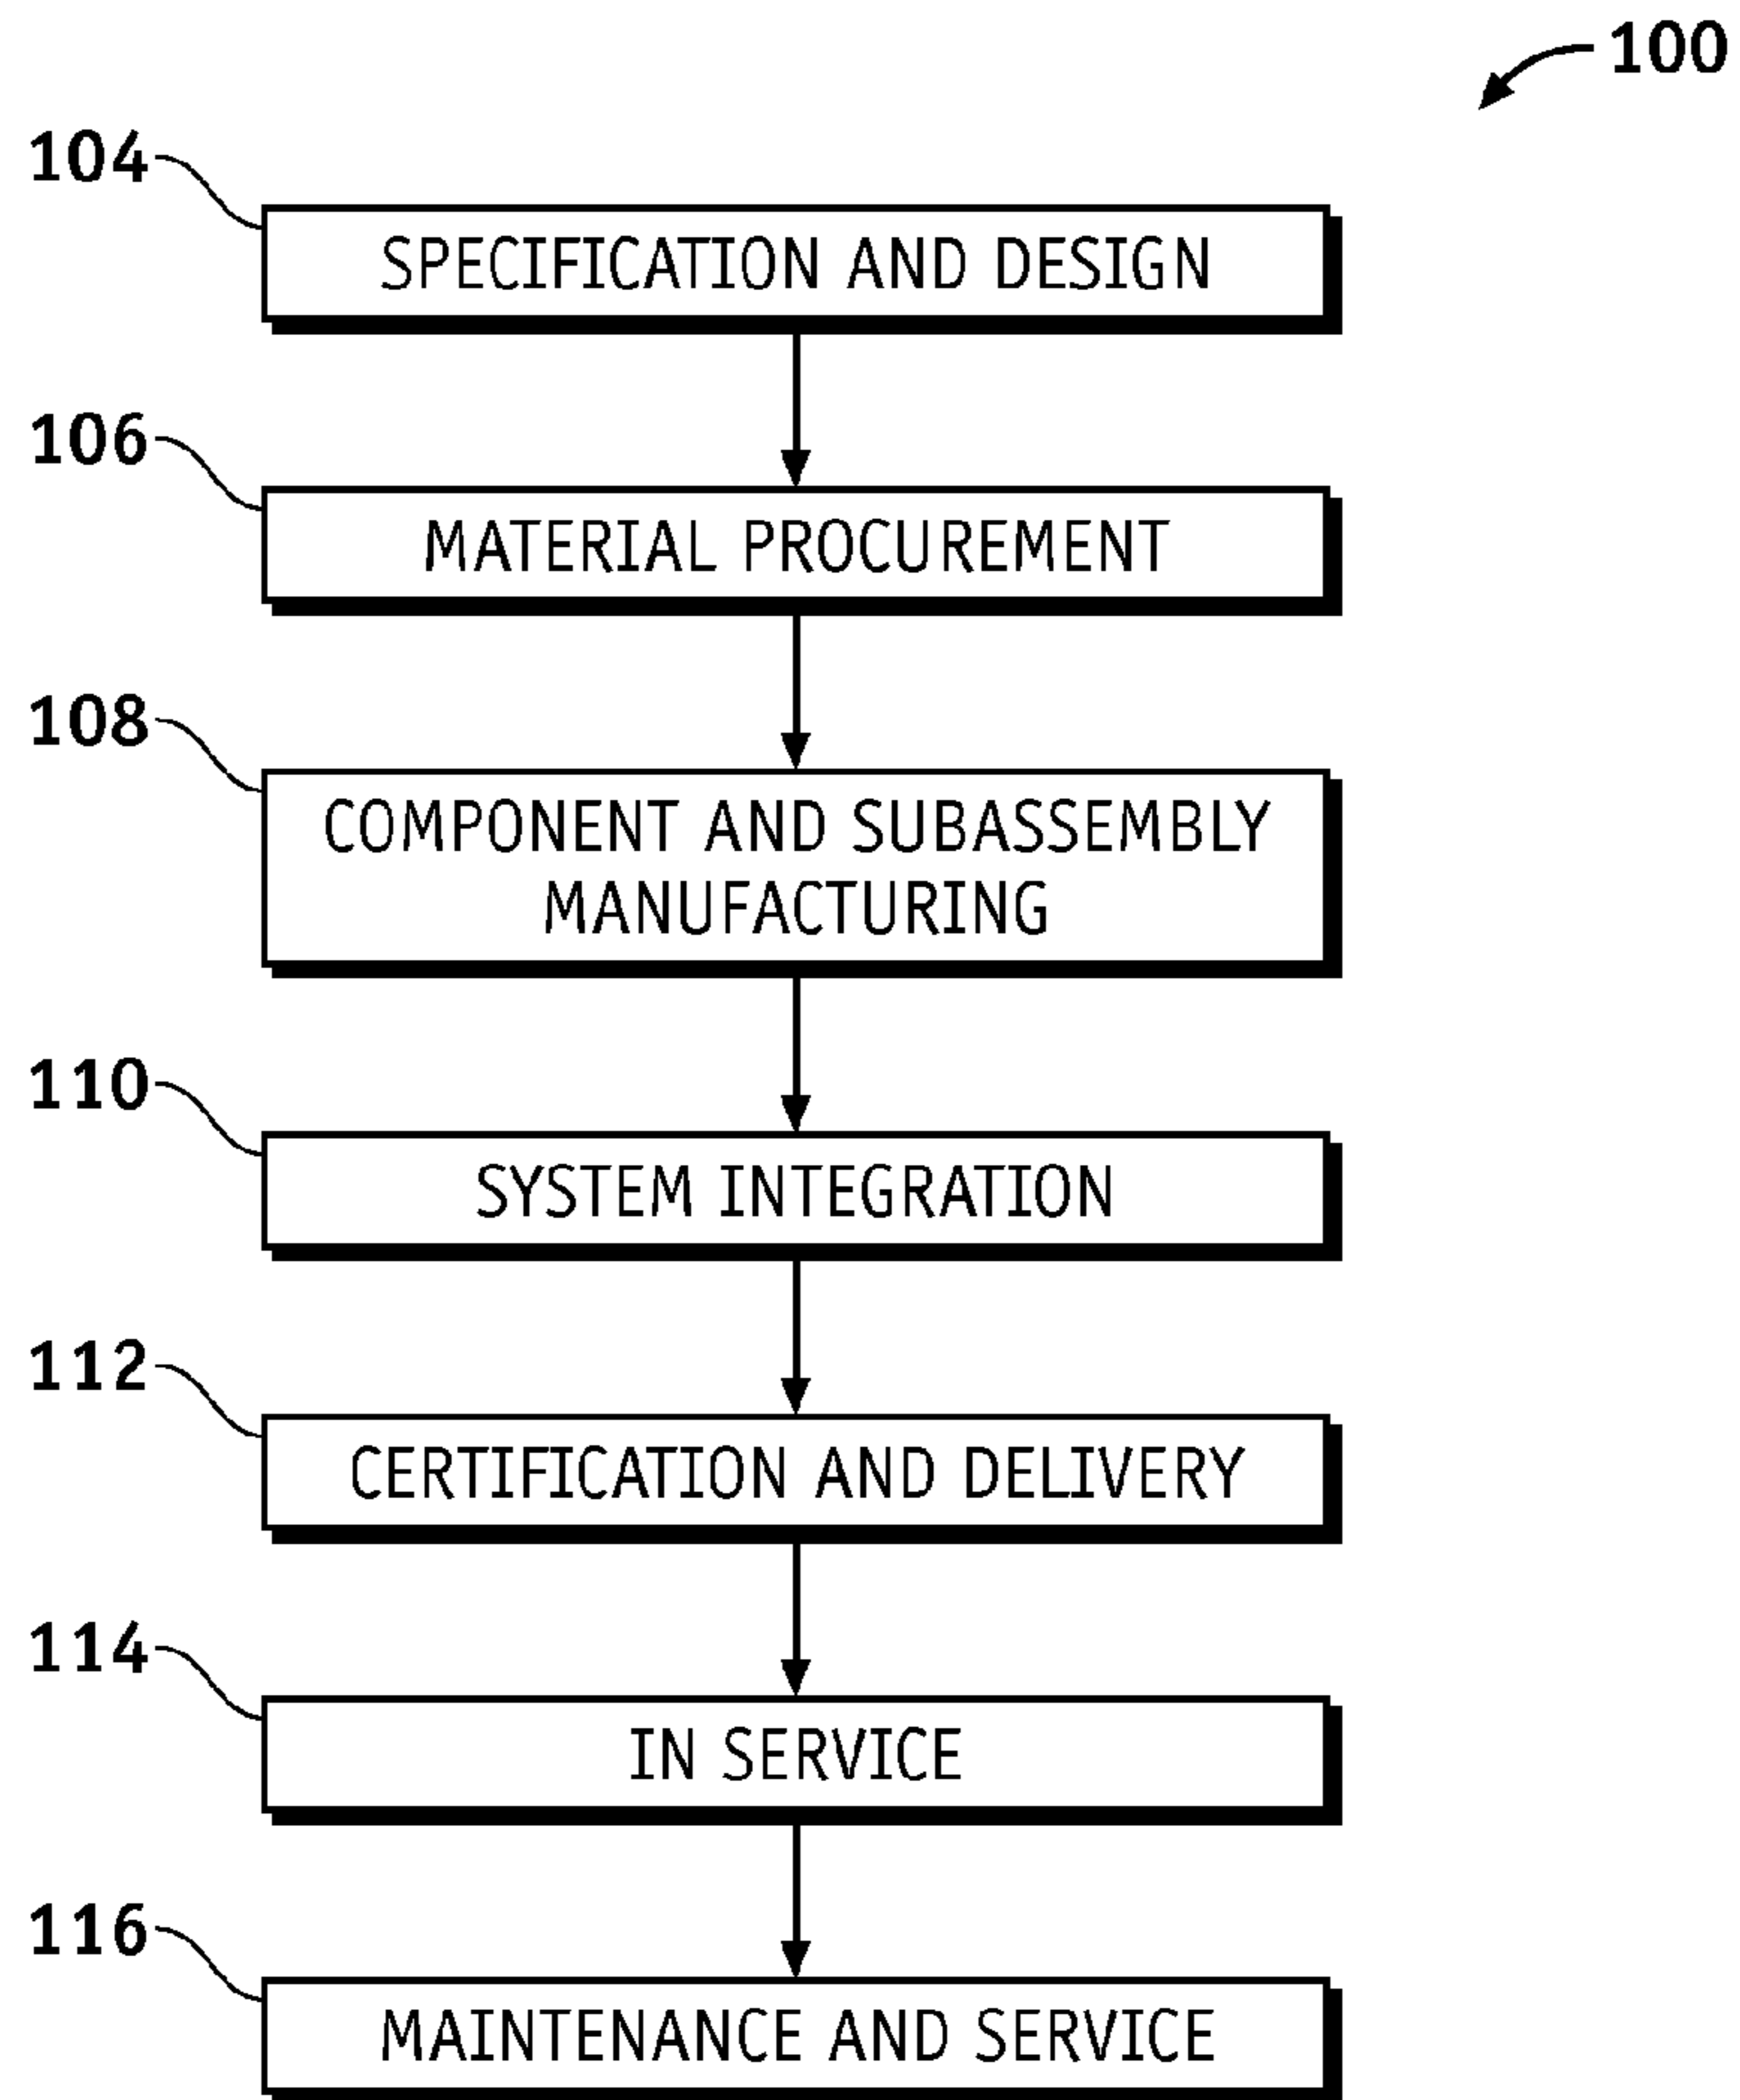 100
104
SPECIFICATION AND DESIGN
106
MATERIAL PROCUREMENT
108
COMPONENT AND SUBASSEMBLY
MANUFACTURING
110
SYSTEM INTEGRATION
112
CERTIFICATION AND DELIVERY
114
IN SERVICE
116
MAINTENANCE AND SERVICE